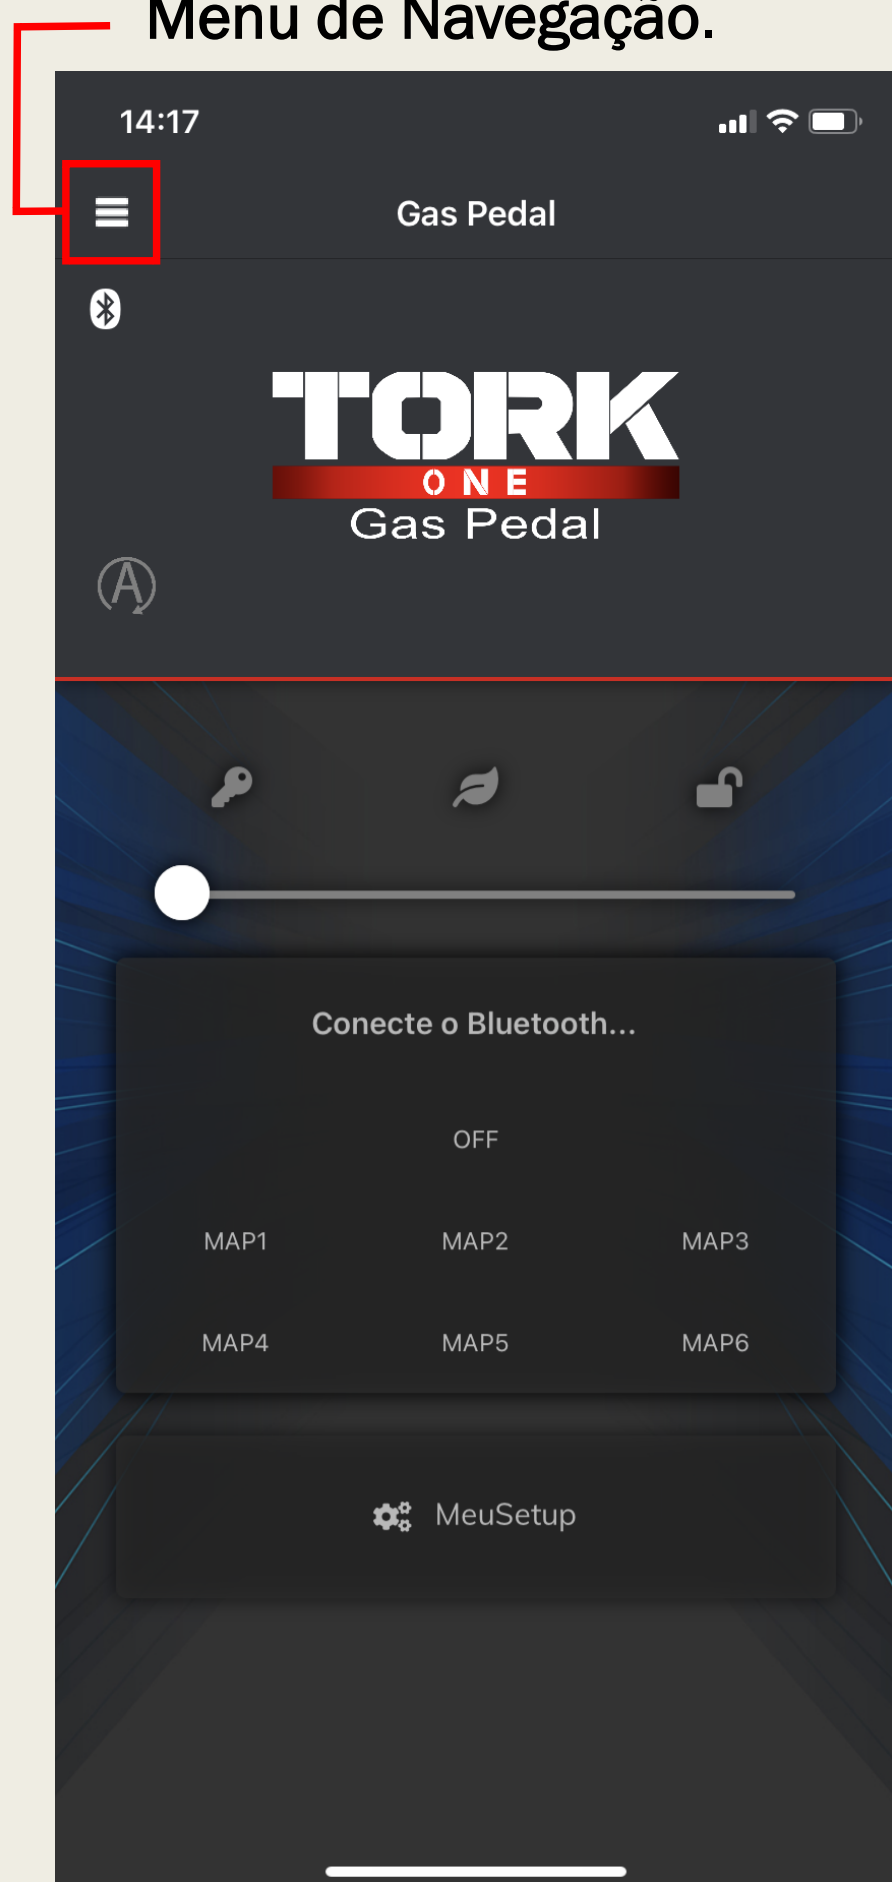 Menu de Navegação.
14:17
Gas Pedal
TORK
ONE
Gas Pedal
A
Conecte o Bluetooth...
OFF
MAP1 MAP2 MAP3
MAP4 MAP5 MAP6
MeuSetup